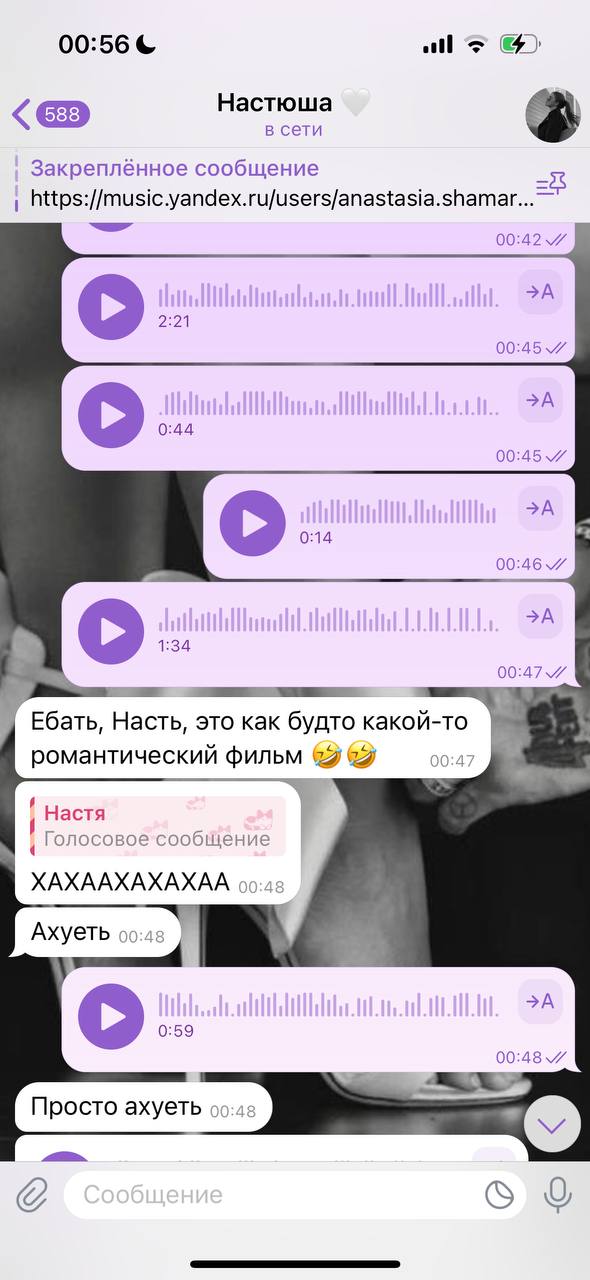 00:56
588
Настюша 🤍
в сети
Закреплённое сообщение
https://music.yandex.ru/users/anastasia.shamar...
00:42
2:21
→A
00:45
0:44
→A
00:45
0:14
→A
00:46
1:34
→A
00:47
Ебать, Насть, это как будто какой-то
романтический фильм 🤣🤣 00:47
Настя
Голосовое сообщение
ХАХААХАХАХАА 00:48
Ахуеть 00:48
0:59
→A
00:48
Просто ахуеть 00:48
Сообщение